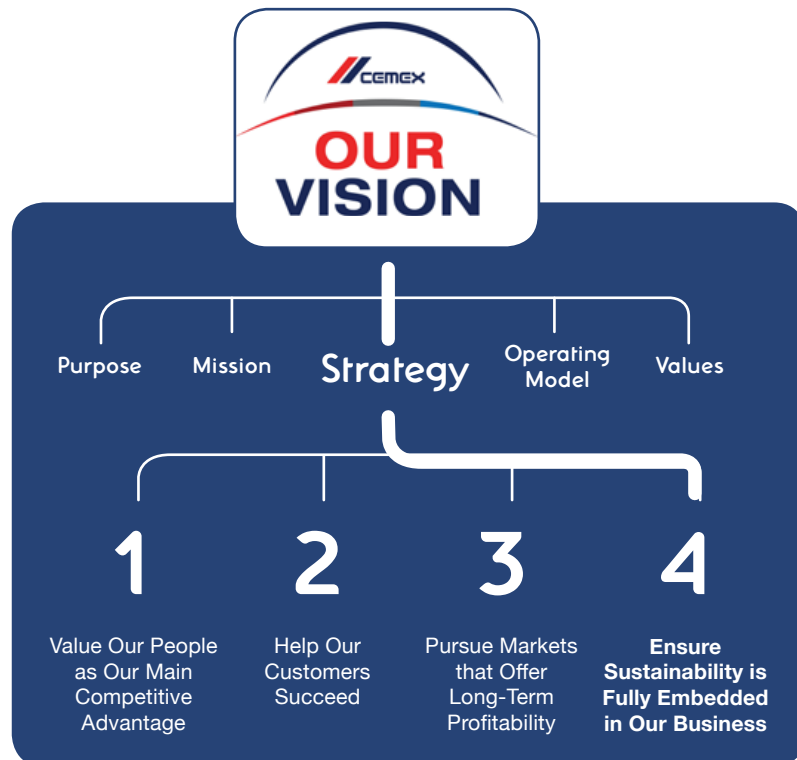 CEMEX
OUR
VISION
Purpose
Mission
Strategy
Operating
Model
Values
1
2
3
4
Value Our People
as Our Main
Competitive
Advantage
Help Our
Customers
Succeed
Pursue Markets
that Offer
Long-Term
Profitability
Ensure
Sustainability is
Fully Embedded
in Our Business